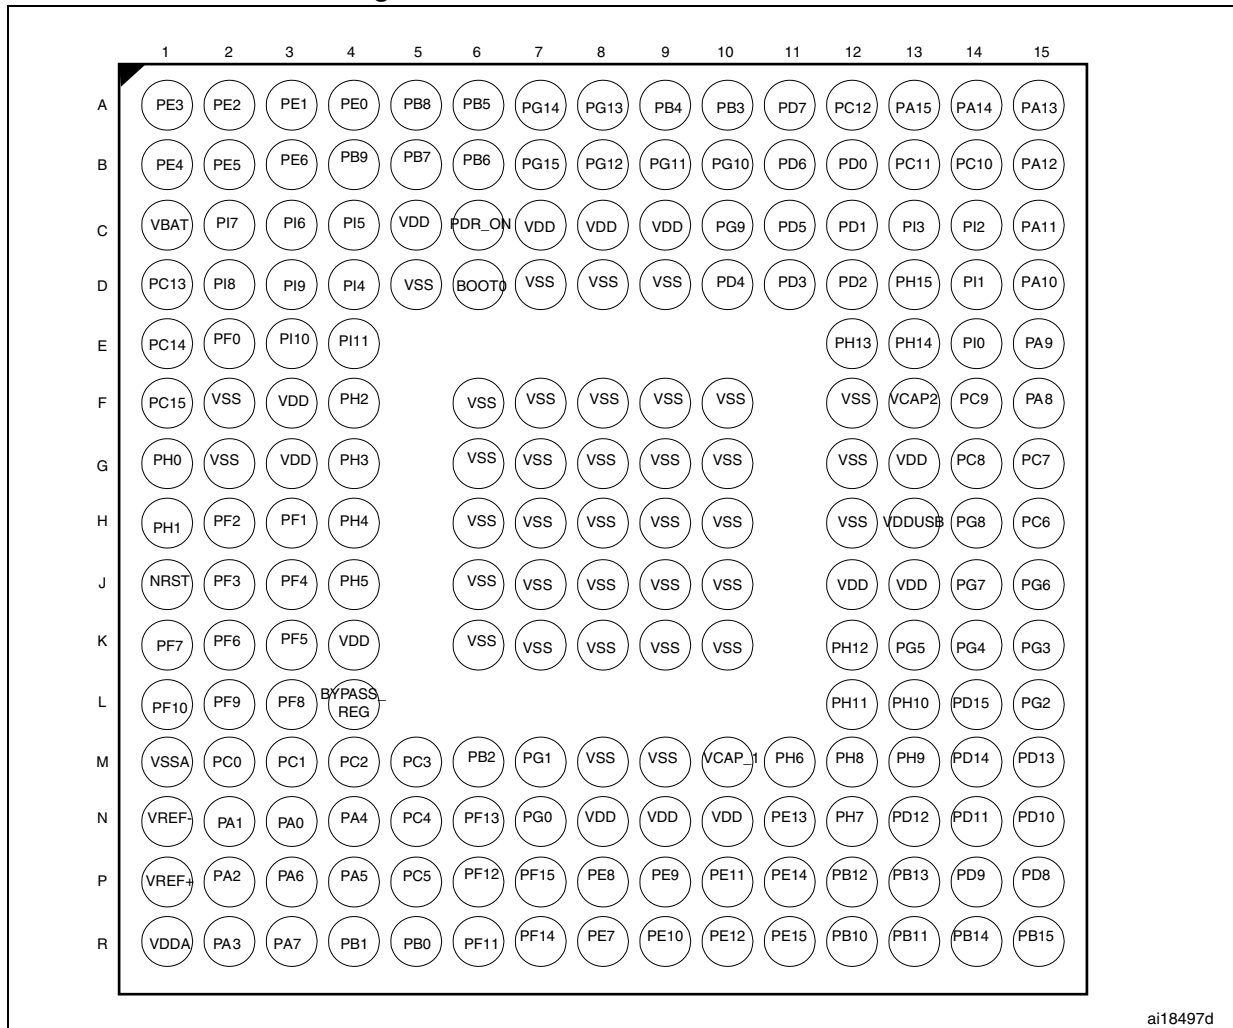 1 2 3 4 5 6 7 8 9 10 11 12 13 14 15
A PE3 PE2 PE1 PE0 PB8 PB5 PG14 PG13 PB4 PB3 PD7 PC12 PA15 PA14 PA13
B PE4 PE5 PE6 PB9 PB7 PB6 PG15 PG12 PG11 PG10 PD6 PD0 PC11 PC10 PA12
C VBAT PI7 PI6 PI5 VDD PDR_ON VDD VDD VDD PG9 PD5 PD1 PI3 PI2 PA11
D PC13 PI8 PI9 PI4 VSS BOOT0 VSS VSS VSS PD4 PD3 PD2 PH15 PI1 PA10
E PC14 PF0 PI10 PI11 PH13 PH14 PI0 PA9
F PC15 VSS VDD PH2 VSS VSS VSS VSS VSS VSS VCAP2 PC9 PA8
G PH0 VSS VDD PH3 VSS VSS VSS VSS VSS VSS VDD PC8 PC7
H PH1 PF2 PF1 PH4 VSS VSS VSS VSS VSS VSS VDDUSB PG8 PC6
J NRST PF3 PF4 PH5 VSS VSS VSS VSS VSS VDD VDD PG7 PG6
K PF7 PF6 PF5 VDD VSS VSS VSS VSS VSS PH12 PG5 PG4 PG3
L PF10 PF9 PF8 BYPASS_ REG PH11 PH10 PD15 PG2
M VSSA PC0 PC1 PC2 PC3 PB2 PG1 VSS VSS VCAP_1 PH6 PH8 PH9 PD14 PD13
N VREF- PA1 PA0 PA4 PC4 PF13 PG0 VDD VDD VDD PE13 PH7 PD12 PD11 PD10
P VREF+ PA2 PA6 PA5 PC5 PF12 PF15 PE8 PE9 PE11 PE14 PB12 PB13 PD9 PD8
R VDDA PA3 PA7 PB1 PB0 PF11 PF14 PE7 PE10 PE12 PE15 PB10 PB11 PB14 PB15
ai18497d